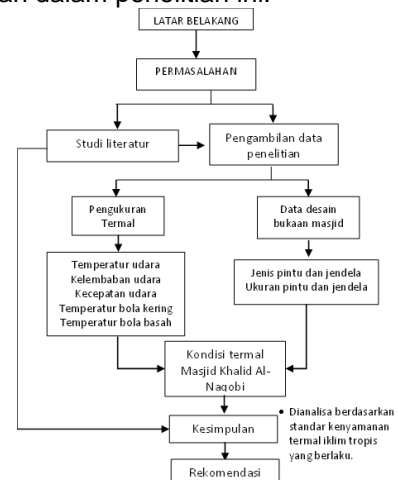 an dalam penelitian ini.
LATAR BELAKANG
PERMASALAHAN
Studi literatur
Pengambilan data
penelitian
Pengukuran
Termal
Data desain
bukaan masjid
Temperatur udara
Kelembaban udara
Kecepatan udara
Temperatur bola kering
Temperatur bola basah
Jenis pintu dan jendela
Ukuran pintu dan jendela
Kondisi termal
Masjid Khalid Al-
Naqobi
Kesimpulan
• Dianalisa berdasarkan
standar kenyamanan
termal iklim tropis
yang berlaku.
Rekomendasi